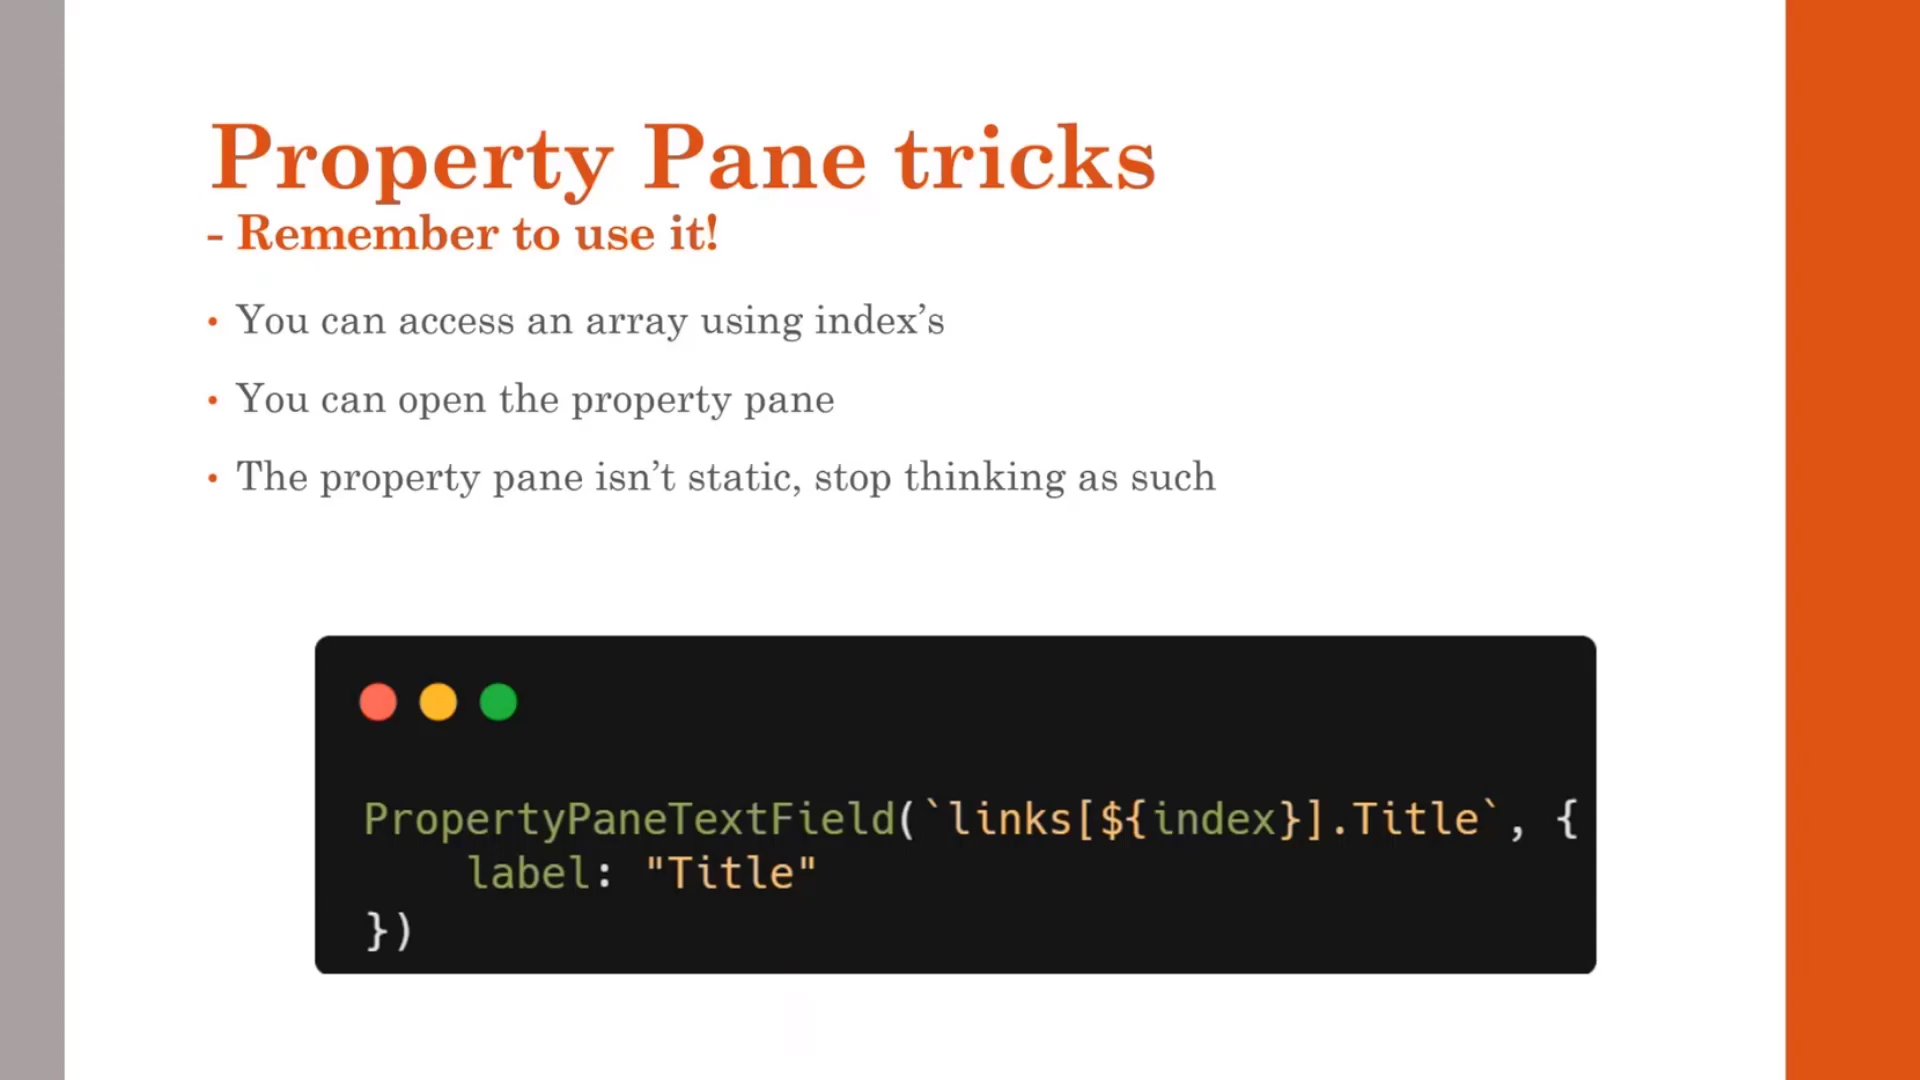 Property Pane tricks
- Remember to use it!
• You can access an array using index’s
• You can open the property pane
• The property pane isn’t static, stop thinking as such
PropertyPaneTextField(`links[${index}].Title`, {
    label: "Title"
})